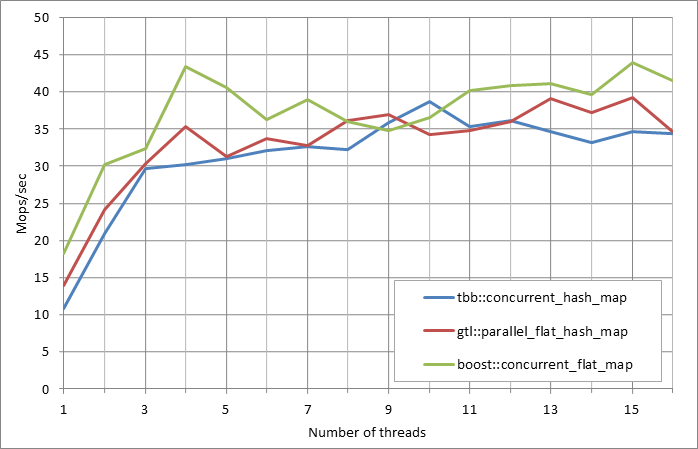 50
45
40
35
30
25
20
15
10
5
0
Mops/sec
tbb::concurrent_hash_map
gtl::parallel_flat_hash_map
boost::concurrent_flat_map
1 3 5 7 9 11 13 15
Number of threads